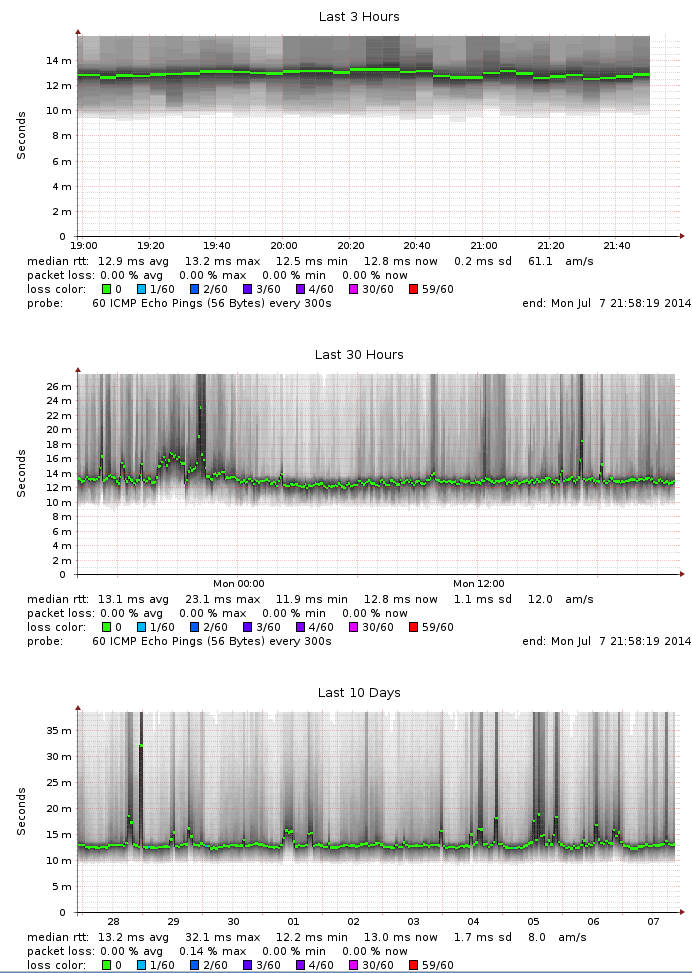 Last 3 Hours
14 m
12 m
10 m
8 m
6 m
4 m
2 m
0
Seconds
19:00 19:20 19:40 20:00 20:20 20:40 21:00 21:20 21:40
median rtt: 12.9 ms avg 13.2 ms max 12.5 ms min 12.8 ms now 0.2 ms sd 61.1 am/s
packet loss: 0.00 % avg 0.00 % max 0.00 % min 0.00 % now
loss color: 0 1/60 2/60 3/60 4/60 30/60 59/60
probe: 60 ICMP Echo Pings (56 Bytes) every 300s end: Mon Jul 7 21:58:19 2014
Last 30 Hours
26 m
24 m
22 m
20 m
18 m
16 m
14 m
12 m
10 m
8 m
6 m
4 m
2 m
0
Seconds
Mon 00:00 Mon 12:00
median rtt: 13.1 ms avg 23.1 ms max 11.9 ms min 12.8 ms now 1.1 ms sd 12.0 am/s
packet loss: 0.00 % avg 0.00 % max 0.00 % min 0.00 % now
loss color: 0 1/60 2/60 3/60 4/60 30/60 59/60
probe: 60 ICMP Echo Pings (56 Bytes) every 300s end: Mon Jul 7 21:58:19 2014
Last 10 Days
35 m
30 m
25 m
20 m
15 m
10 m
5 m
0
Seconds
28 29 30 01 02 03 04 05 06 07
median rtt: 13.2 ms avg 32.1 ms max 12.2 ms min 13.0 ms now 1.7 ms sd 8.0 am/s
packet loss: 0.00 % avg 0.14 % max 0.00 % min 0.00 % now
loss color: 0 1/60 2/60 3/60 4/60 30/60 59/60